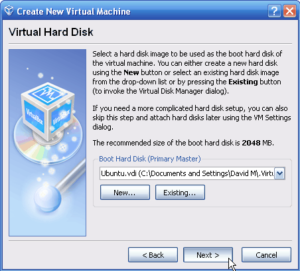 Create New Virtual Machine
Virtual Hard Disk
Select a hard disk image to be used as the boot hard disk of
the virtual machine. You can either create a new hard disk
using the New button or select an existing hard disk image
from the drop-down list or by pressing the Existing button
(to invoke the Virtual Disk Manager dialog).
If you need a more complicated hard disk setup, you can also
skip this step and attach hard disks later using the VM Settings
dialog.
The recommended size of the boot hard disk is 2048 MB.
Boot Hard Disk (Primary Master)
Ubuntu.vdi (C:\Documents and Settings\David M\.Virtu
New...
Existing...
< Back
Next >
Cancel